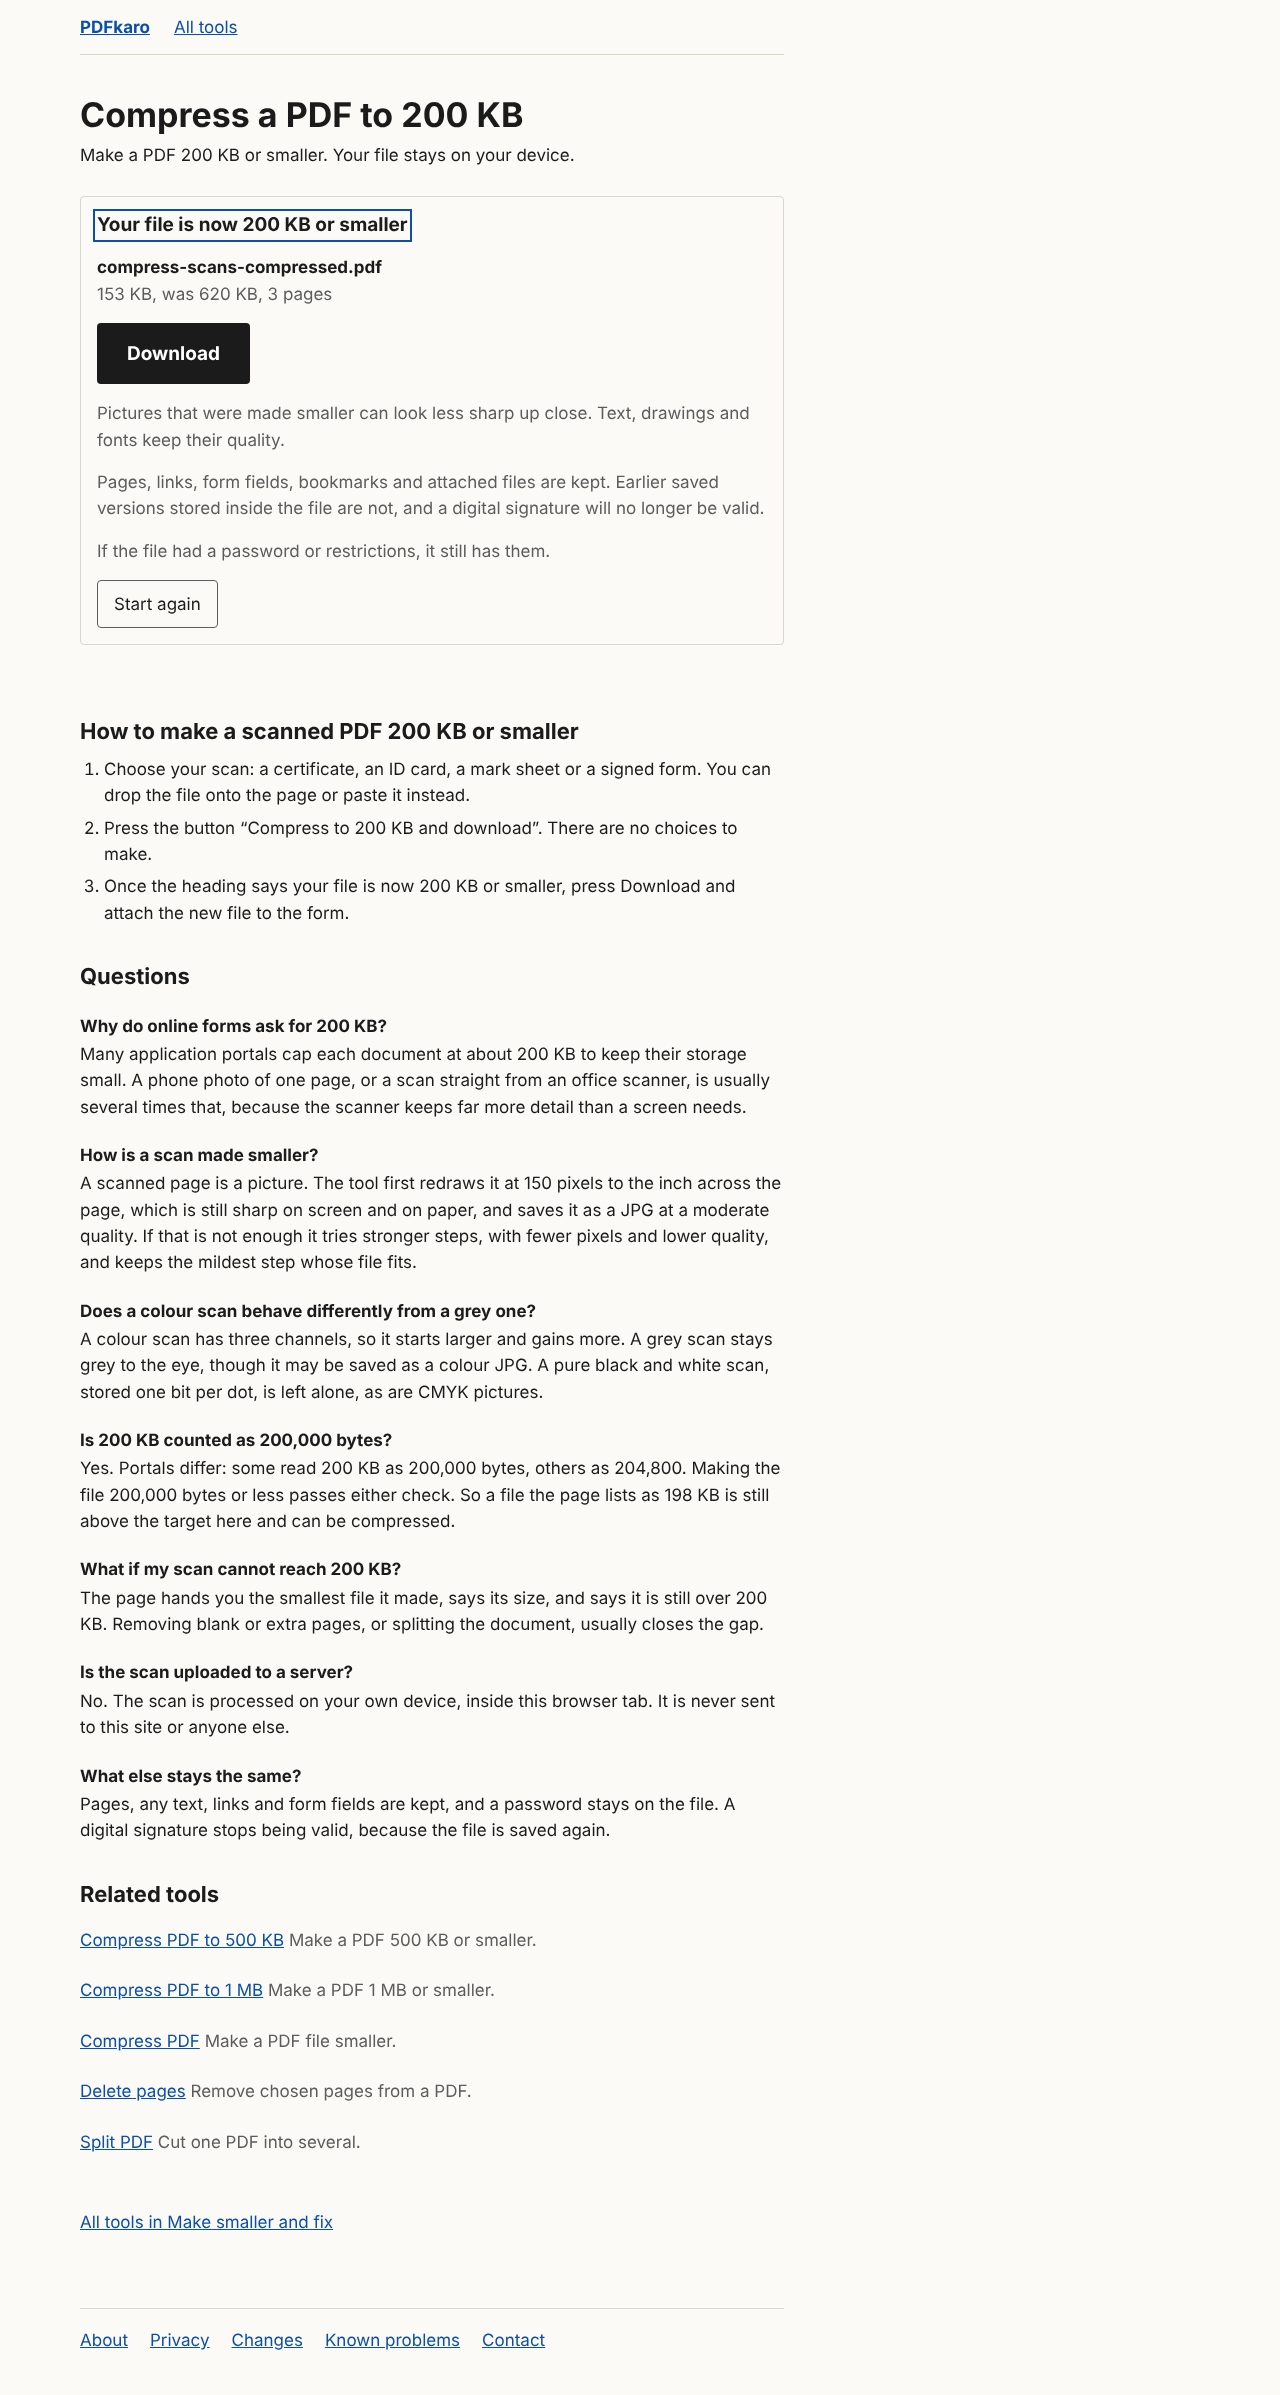 PDFkaro All tools
Compress a PDF to 200 KB
Make a PDF 200 KB or smaller. Your file stays on your device.
Your file is now 200 KB or smaller
compress-scans-compressed.pdf
153 KB, was 620 KB, 3 pages
Download
Pictures that were made smaller can look less sharp up close. Text, drawings and
fonts keep their quality.
Pages, links, form fields, bookmarks and attached files are kept. Earlier saved
versions stored inside the file are not, and a digital signature will no longer be valid.
If the file had a password or restrictions, it still has them.
Start again
How to make a scanned PDF 200 KB or smaller
1. Choose your scan: a certificate, an ID card, a mark sheet or a signed form. You can
drop the file onto the page or paste it instead.
2. Press the button “Compress to 200 KB and download”. There are no choices to
make.
3. Once the heading says your file is now 200 KB or smaller, press Download and
attach the new file to the form.
Questions
Why do online forms ask for 200 KB?
Many application portals cap each document at about 200 KB to keep their storage
small. A phone photo of one page, or a scan straight from an office scanner, is usually
several times that, because the scanner keeps far more detail than a screen needs.
How is a scan made smaller?
A scanned page is a picture. The tool first redraws it at 150 pixels to the inch across the
page, which is still sharp on screen and on paper, and saves it as a JPG at a moderate
quality. If that is not enough it tries stronger steps, with fewer pixels and lower quality,
and keeps the mildest step whose file fits.
Does a colour scan behave differently from a grey one?
A colour scan has three channels, so it starts larger and gains more. A grey scan stays
grey to the eye, though it may be saved as a colour JPG. A pure black and white scan,
stored one bit per dot, is left alone, as are CMYK pictures.
Is 200 KB counted as 200,000 bytes?
Yes. Portals differ: some read 200 KB as 200,000 bytes, others as 204,800. Making the
file 200,000 bytes or less passes either check. So a file the page lists as 198 KB is still
above the target here and can be compressed.
What if my scan cannot reach 200 KB?
The page hands you the smallest file it made, says its size, and says it is still over 200
KB. Removing blank or extra pages, or splitting the document, usually closes the gap.
Is the scan uploaded to a server?
No. The scan is processed on your own device, inside this browser tab. It is never sent
to this site or anyone else.
What else stays the same?
Pages, any text, links and form fields are kept, and a password stays on the file. A
digital signature stops being valid, because the file is saved again.
Related tools
Compress PDF to 500 KB Make a PDF 500 KB or smaller.
Compress PDF to 1 MB Make a PDF 1 MB or smaller.
Compress PDF Make a PDF file smaller.
Delete pages Remove chosen pages from a PDF.
Split PDF Cut one PDF into several.
All tools in Make smaller and fix
About Privacy Changes Known problems Contact